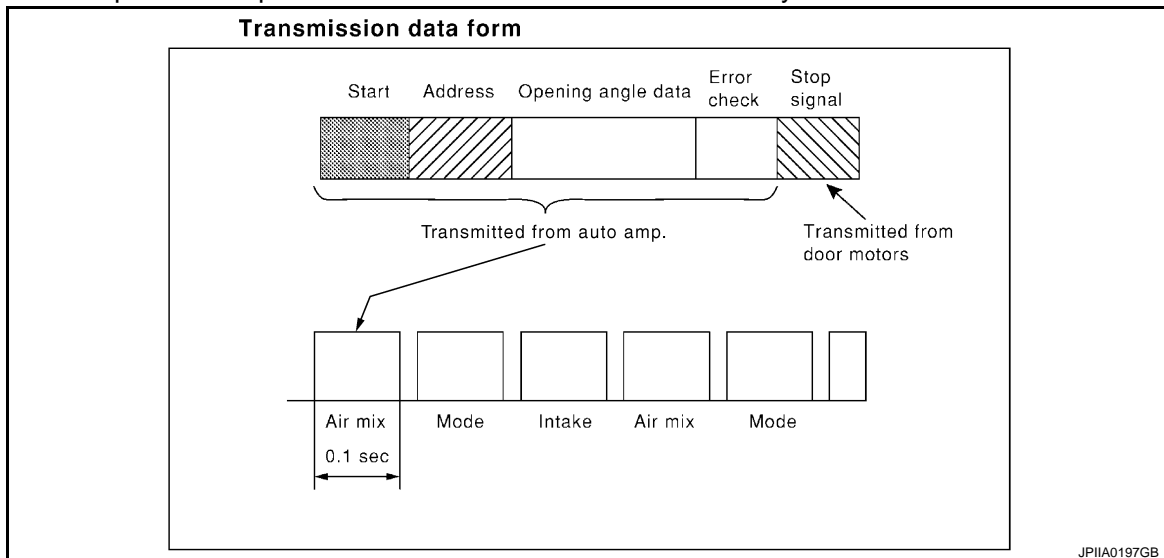 Transmission data form
Start Address Opening angle data Error check Stop signal
Transmitted from auto amp.
Transmitted from door motors
Air mix Mode Intake Air mix Mode
0.1 sec
JPIIA0197GB